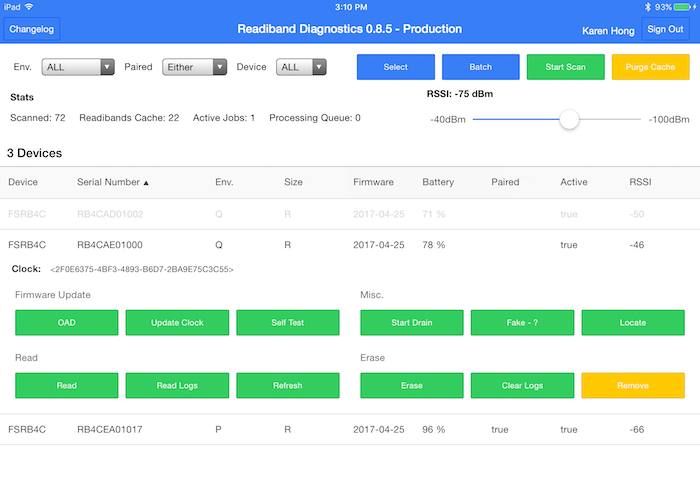 iPad 3:10 PM 93%
Changelog Readiband Diagnostics 0.8.5 - Production Karen Hong Sign Out
Env. ALL Paired Either Device ALL Select Batch Start Scan Purge Cache
Stats RSSI: -75 dBm
Scanned: 72 Readibands Cache: 22 Active Jobs: 1 Processing Queue: 0 -40dBm -100dBm
3 Devices
Device Serial Number ▲ Env. Size Firmware Battery Paired Active RSSI
FSRB4C RB4CAD01002 Q R 2017-04-25 71 % true -50
FSRB4C RB4CAE01000 Q R 2017-04-25 78 % true -46
Clock: <2F0E6375-4BF3-4893-B6D7-2BA9E75C3C55>
Firmware Update Misc.
OAD Update Clock Self Test Start Drain Fake - ? Locate
Read Erase
Read Read Logs Refresh Erase Clear Logs Remove
FSRB4C RB4CEA01017 P R 2017-04-25 96 % true true -66